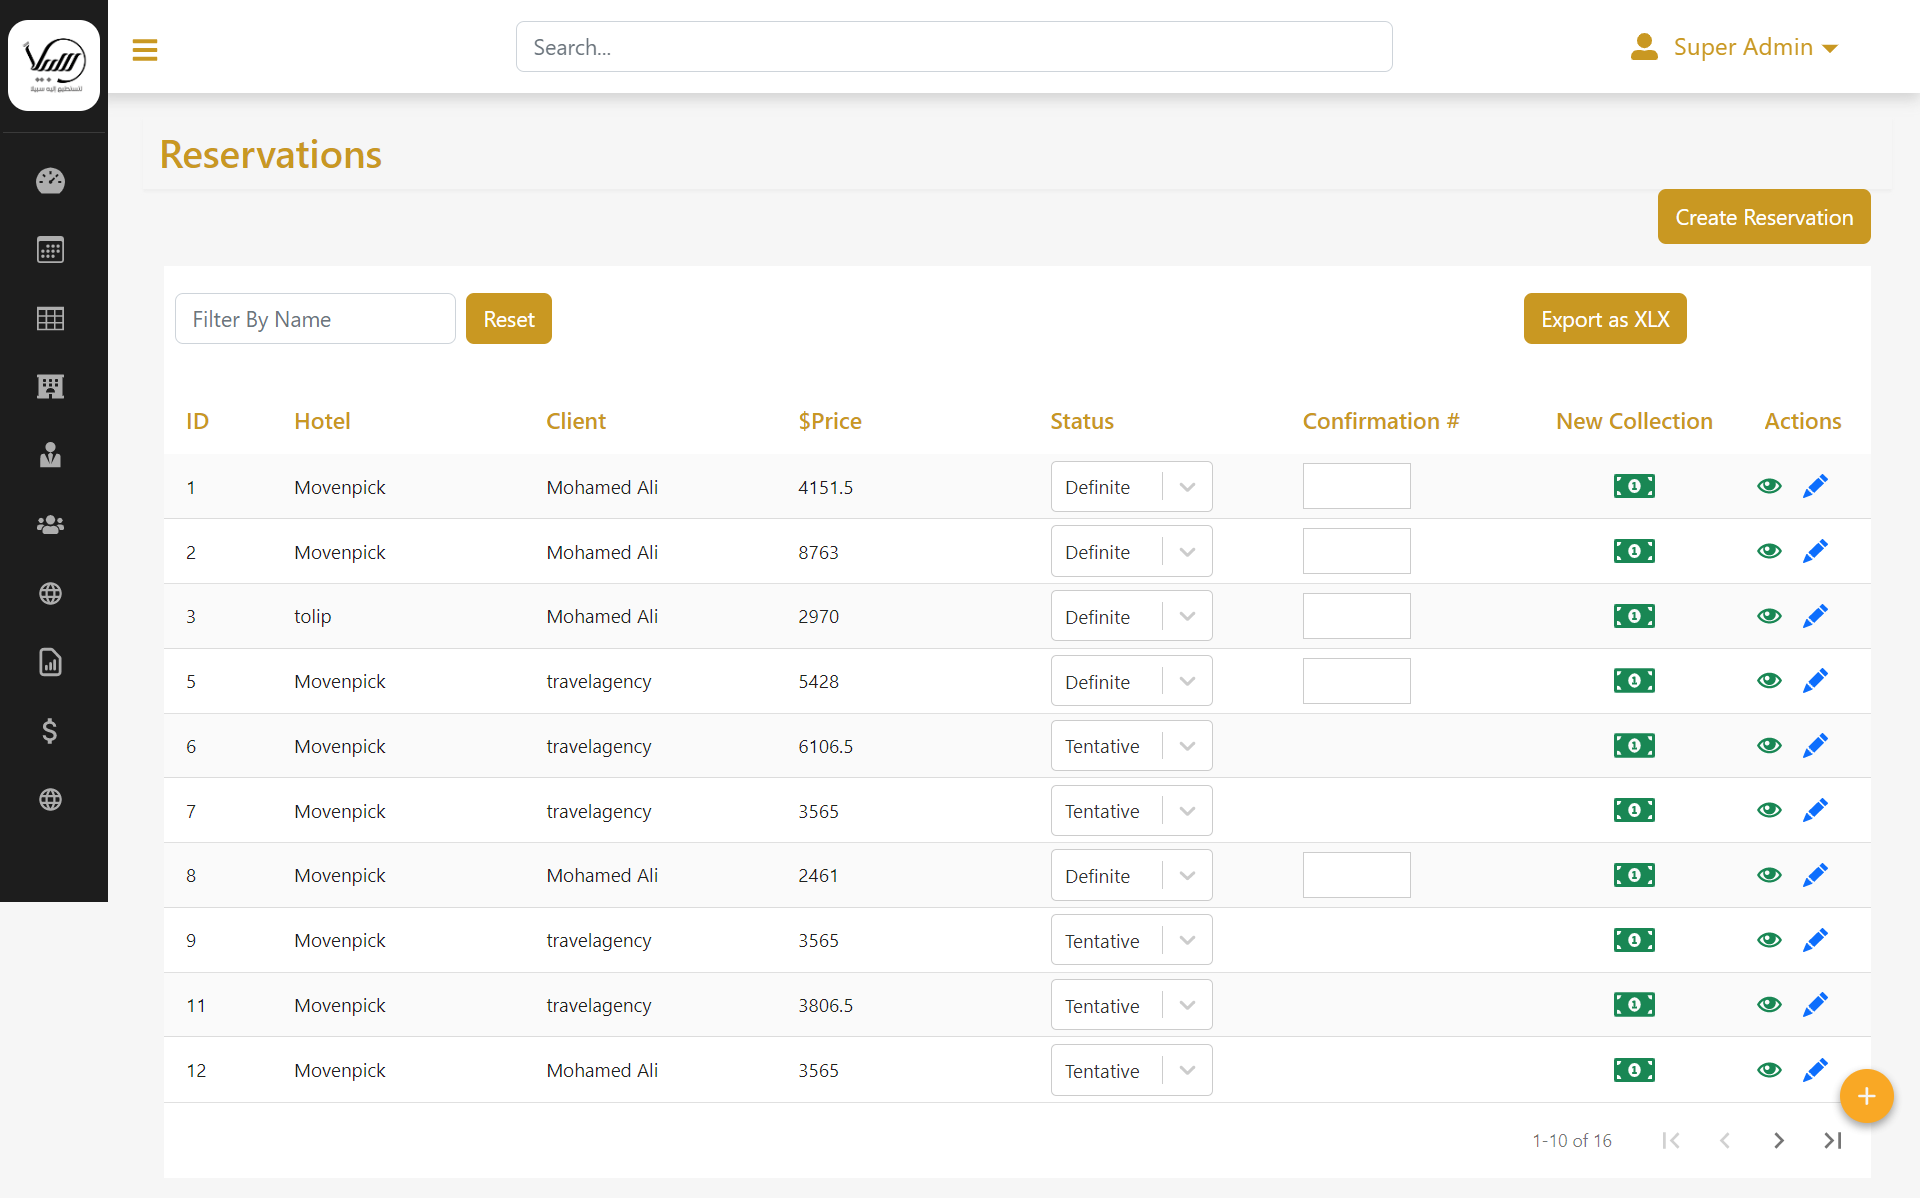 السبيل
لتستطيع إليه سبيلا
Search...
Super Admin
Reservations
Create Reservation
Filter By Name
Reset
Export as XLX
ID Hotel Client $Price Status Confirmation # New Collection Actions
1 Movenpick Mohamed Ali 4151.5 Definite
2 Movenpick Mohamed Ali 8763 Definite
3 tolip Mohamed Ali 2970 Definite
5 Movenpick travelagency 5428 Definite
6 Movenpick travelagency 6106.5 Tentative
7 Movenpick travelagency 3565 Tentative
8 Movenpick Mohamed Ali 2461 Definite
9 Movenpick travelagency 3565 Tentative
11 Movenpick travelagency 3806.5 Tentative
12 Movenpick Mohamed Ali 3565 Tentative
1-10 of 16